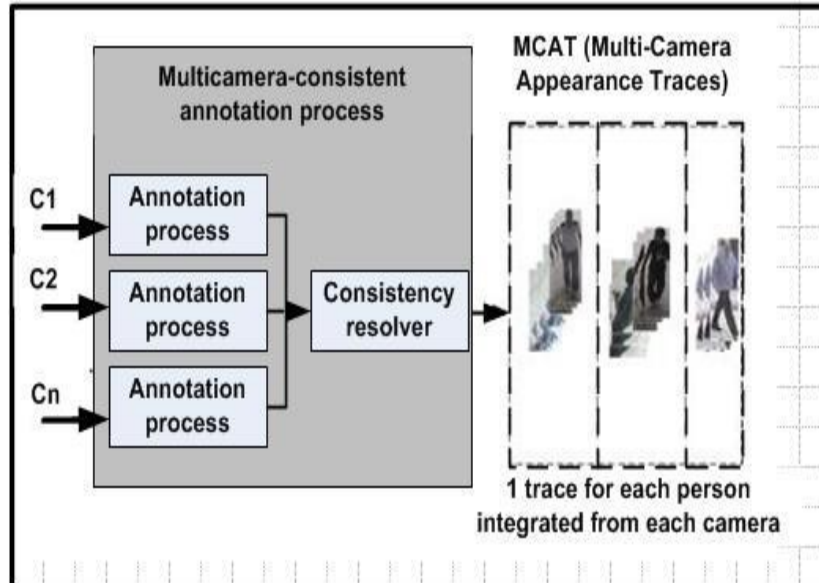 Multicamera-consistent
annotation process
MCAT (Multi-Camera
Appearance Traces)
C1
Annotation
process
C2
Annotation
process
Cn
Annotation
process
Consistency
resolver
1 trace for each person
integrated from each camera